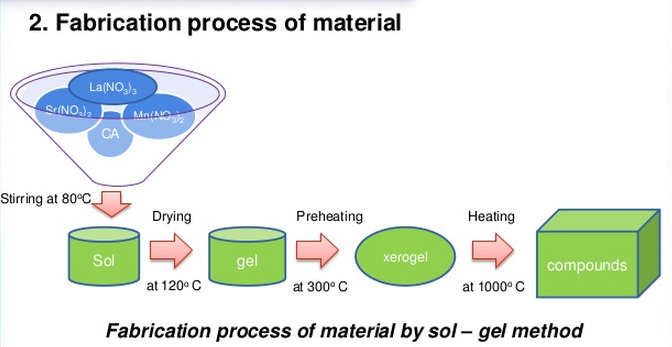 2. Fabrication process of material
La(NO3)3
Sr(NO3)2
Mn(NO3)2
CA
Stirring at 80oC
Drying
Preheating
Heating
Sol
gel
xerogel
compounds
at 120o C
at 300o C
at 1000o C
Fabrication process of material by sol – gel method